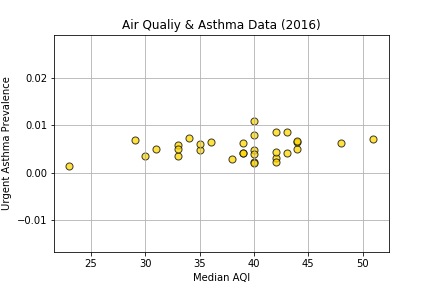 Air Qualiy & Asthma Data (2016)
Urgent Asthma Prevalence
0.02
0.01
0.00
−0.01
25 30 35 40 45 50
Median AQI